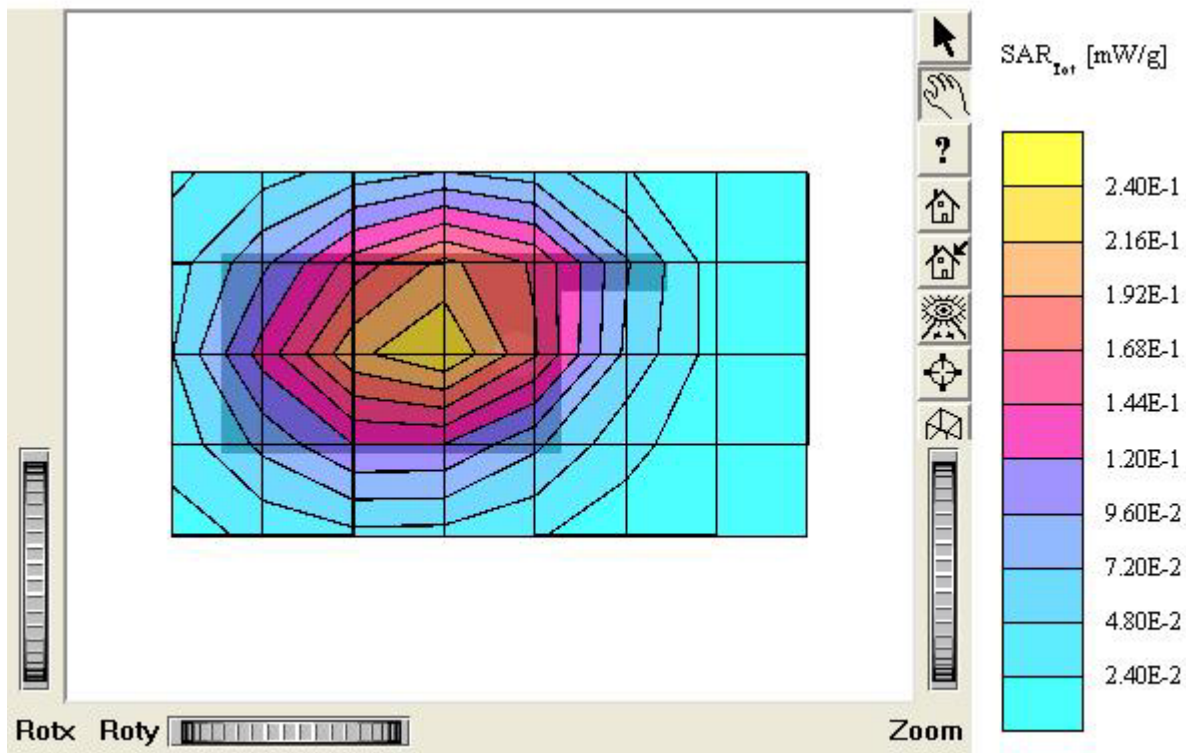 SARTot [mW/g]
?
2.40E-1
2.16E-1
1.92E-1
1.68E-1
1.44E-1
1.20E-1
9.60E-2
7.20E-2
4.80E-2
2.40E-2
Rotx Roty Zoom